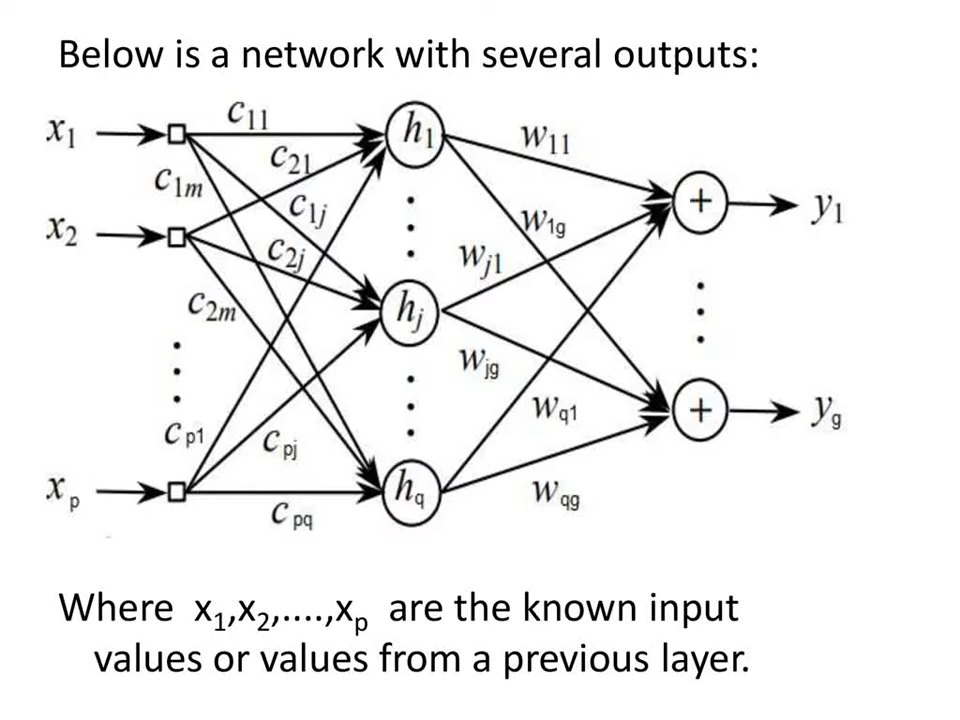 Below is a network with several outputs:
x1 c11 h1 w11
c21
c1m c1j + y1
x2 w1g
c2j wj1
c2m hj
wjg
cp1 cpj wq1 + yg
xp hq
cpq wqg
Where x1,x2,....,xp are the known input
values or values from a previous layer.